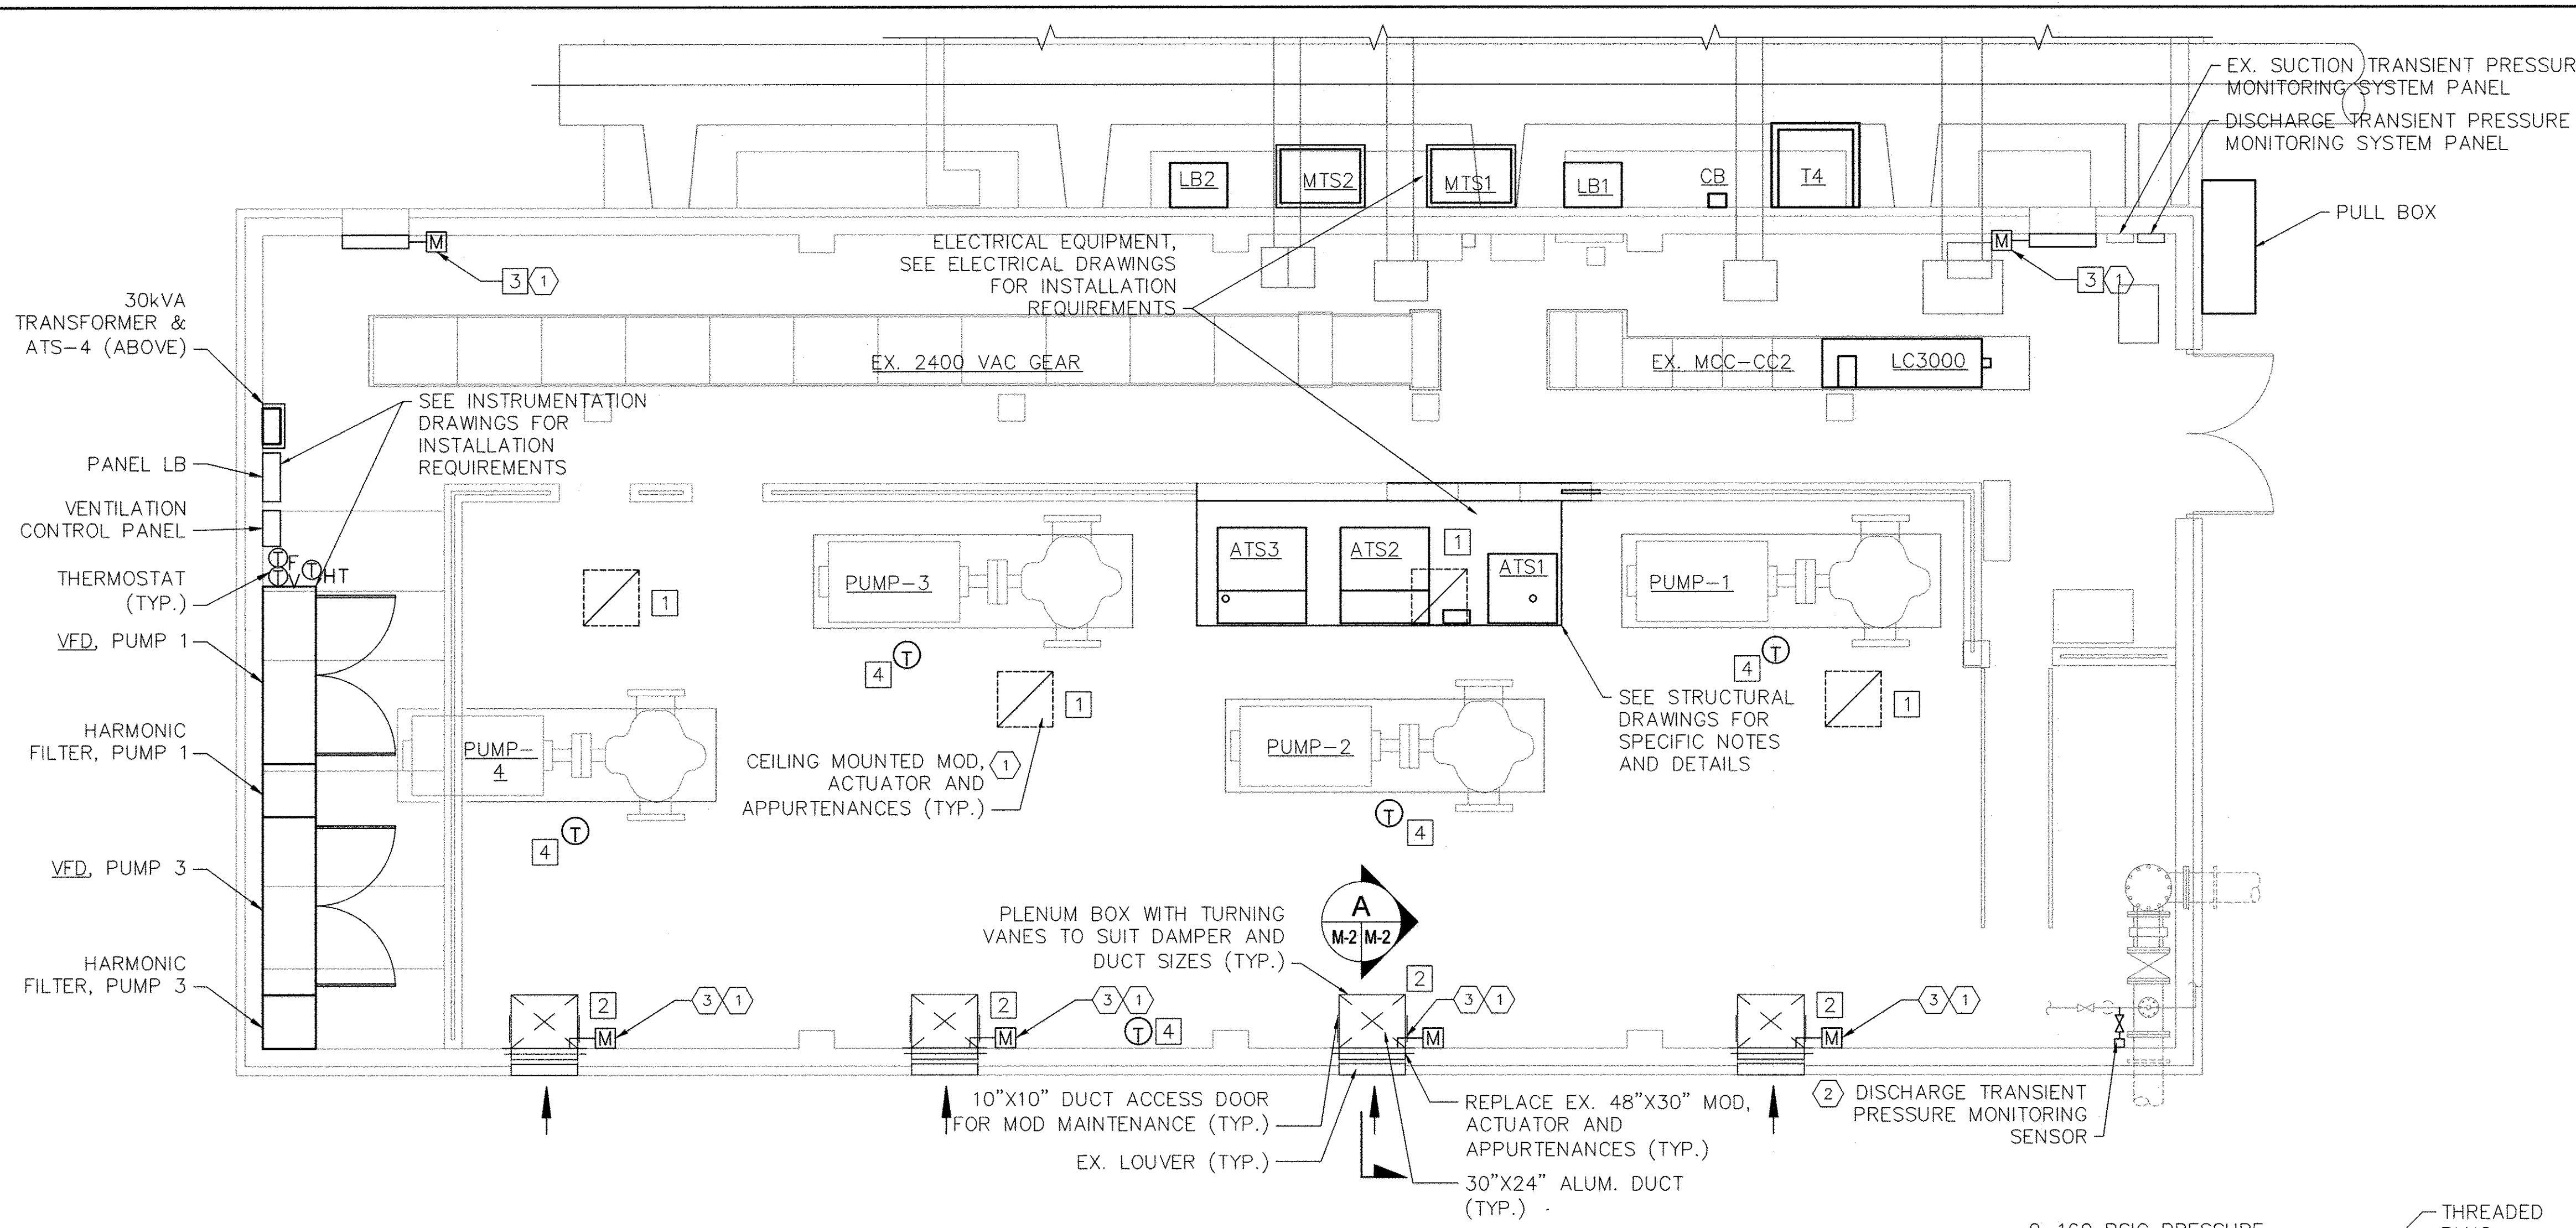 EX. SUCTION TRANSIENT PRESSUR
MONITORING SYSTEM PANEL
DISCHARGE TRANSIENT PRESSURE
MONITORING SYSTEM PANEL
PULL BOX
LB2
MTS2
MTS1
LB1
CB
T4
M
3
1
M
3
1
ELECTRICAL EQUIPMENT,
SEE ELECTRICAL DRAWINGS
FOR INSTALLATION
REQUIREMENTS
30kVA
TRANSFORMER &
ATS-4 (ABOVE)
EX. 2400 VAC GEAR
EX. MCC-CC2
LC3000
SEE INSTRUMENTATION
DRAWINGS FOR
INSTALLATION
REQUIREMENTS
PANEL LB
VENTILATION
CONTROL PANEL
T F
T V
T HT
THERMOSTAT
(TYP.)
VFD, PUMP 1
HARMONIC
FILTER, PUMP 1
VFD, PUMP 3
HARMONIC
FILTER, PUMP 3
1
PUMP-3
ATS3
ATS2
1
ATS1
PUMP-1
4
T
4
T
1
1
SEE STRUCTURAL
DRAWINGS FOR
SPECIFIC NOTES
AND DETAILS
PUMP-
4
PUMP-2
CEILING MOUNTED MOD,
ACTUATOR AND
APPURTENANCES (TYP.)
1
T
4
T
4
A
M-2 M-2
PLENUM BOX WITH TURNING
VANES TO SUIT DAMPER AND
DUCT SIZES (TYP.)
2
M
3
1
2
M
3
1
T
4
2
3
1
M
2
M
3
1
10"X10" DUCT ACCESS DOOR
FOR MOD MAINTENANCE (TYP.)
EX. LOUVER (TYP.)
REPLACE EX. 48"X30" MOD,
ACTUATOR AND
APPURTENANCES (TYP.)
30"X24" ALUM. DUCT
(TYP.)
2
DISCHARGE TRANSIENT
PRESSURE MONITORING
SENSOR
THREADED